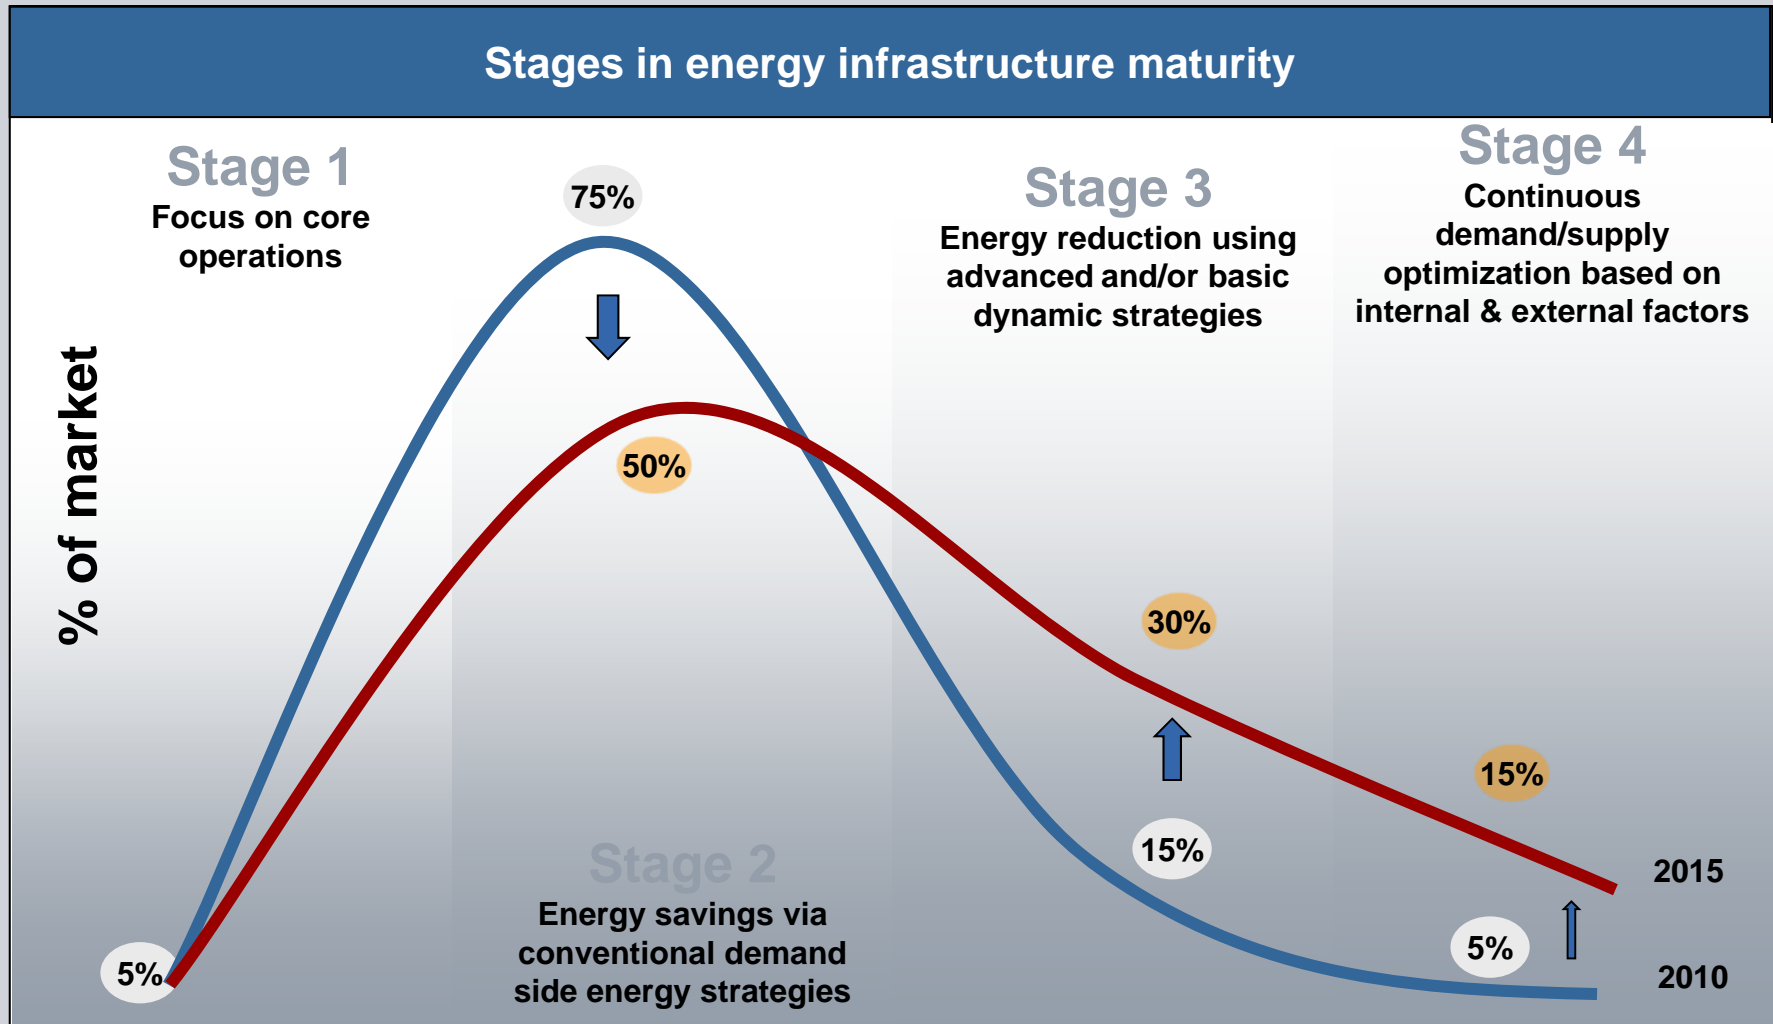 Stages in energy infrastructure maturity
Stage 1
Focus on core
operations
75%
Stage 3
Energy reduction using
advanced and/or basic
dynamic strategies
Stage 4
Continuous
demand/supply
optimization based on
internal & external factors
% of market
50%
30%
15%
15%
2015
5%
2010
5%
Stage 2
Energy savings via
conventional demand
side energy strategies